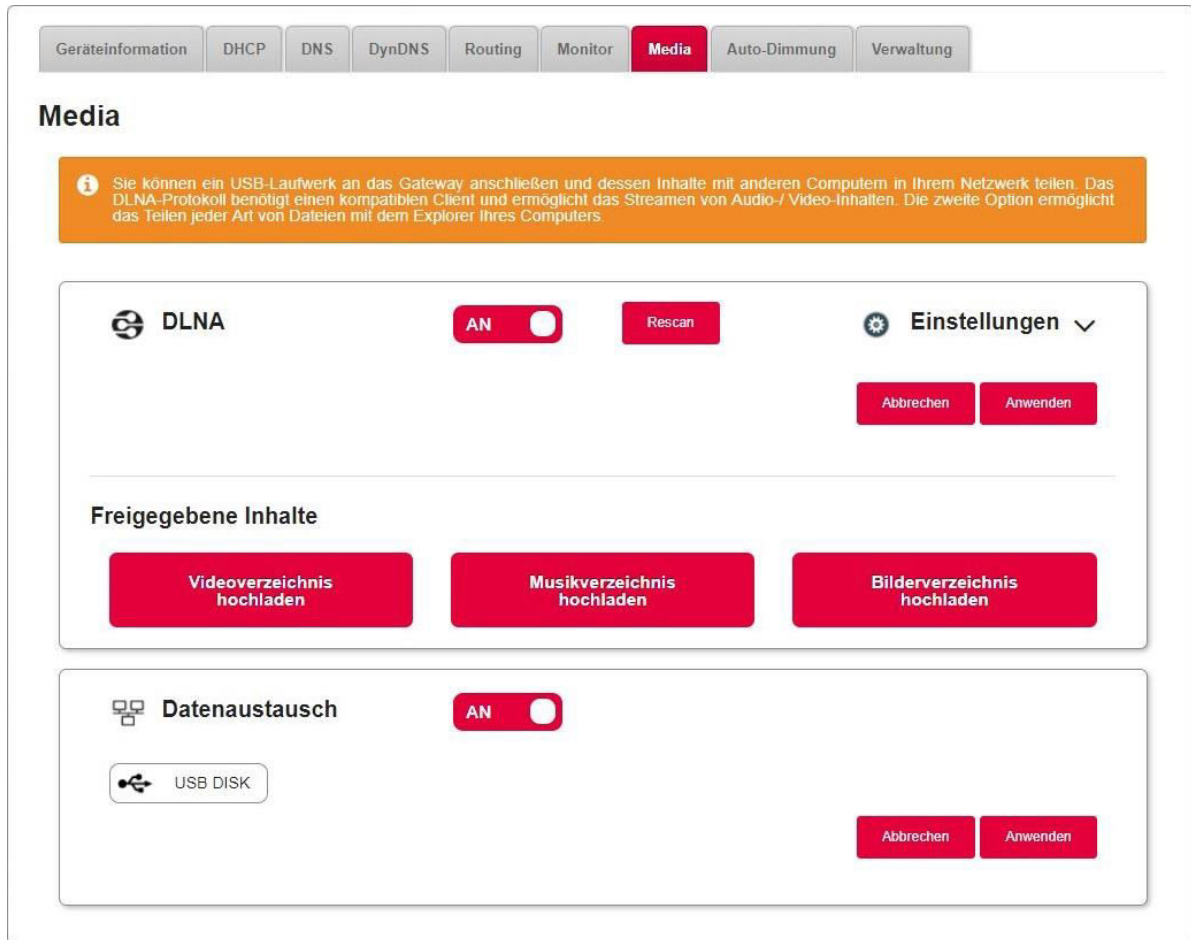 Geräteinformation DHCP DNS DynDNS Routing Monitor Media Auto-Dimmung Verwaltung
Media
Sie können ein USB-Laufwerk an das Gateway anschließen und dessen Inhalte mit anderen Computern in Ihrem Netzwerk teilen. Das
DLNA-Protokoll benötigt einen kompatiblen Client und ermöglicht das Streamen von Audio-/ Video-Inhalten. Die zweite Option ermöglicht
das Teilen jeder Art von Dateien mit dem Explorer Ihres Computers.
DLNA AN Rescan Einstellungen
Abbrechen Anwenden
Freigegebene Inhalte
Videoverzeichnis
hochladen
Musikverzeichnis
hochladen
Bilderverzeichnis
hochladen
Datenaustausch AN
USB DISK
Abbrechen Anwenden